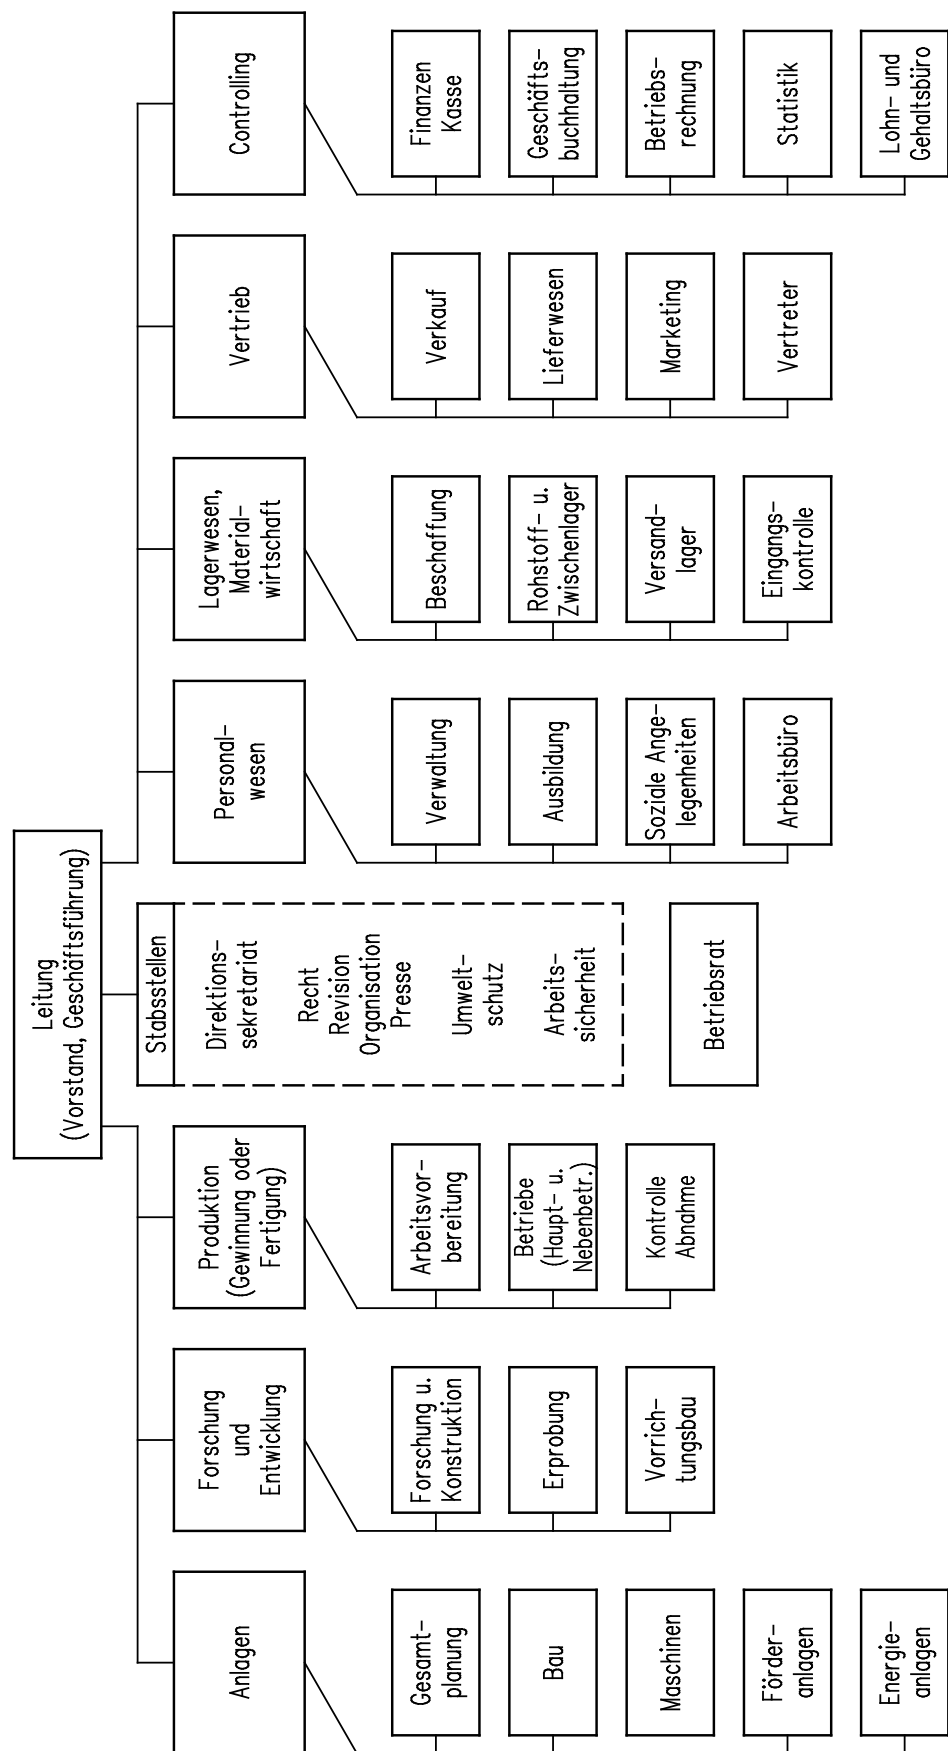 Leitung
(Vorstand, Geschäftsführung)
Anlagen
Gesamt-
planung
Bau
Maschinen
Förder-
anlagen
Energie-
anlagen
Forschung
und
Entwicklung
Forschung u.
Konstruktion
Erprobung
Vorrich-
tungsbau
Produktion
(Gewinnung oder
Fertigung)
Arbeitsvor-
bereitung
Betriebe
(Haupt- u.
Nebenbetr.)
Kontrolle
Abnahme
Stabsstellen
Direktions-
sekretariat
Recht
Revision
Organisation
Presse
Umwelt-
schutz
Arbeits-
sicherheit
Betriebsrat
Personal-
wesen
Verwaltung
Ausbildung
Soziale Ange-
legenheiten
Arbeitsbüro
Lagerwesen,
Material-
wirtschaft
Beschaffung
Rohstoff- u.
Zwischenlager
Versand-
lager
Eingangs-
kontrolle
Vertrieb
Verkauf
Lieferwesen
Marketing
Vertreter
Controlling
Finanzen
Kasse
Geschäfts-
buchhaltung
Betriebs-
rechnung
Statistik
Lohn- und
Gehaltsbüro